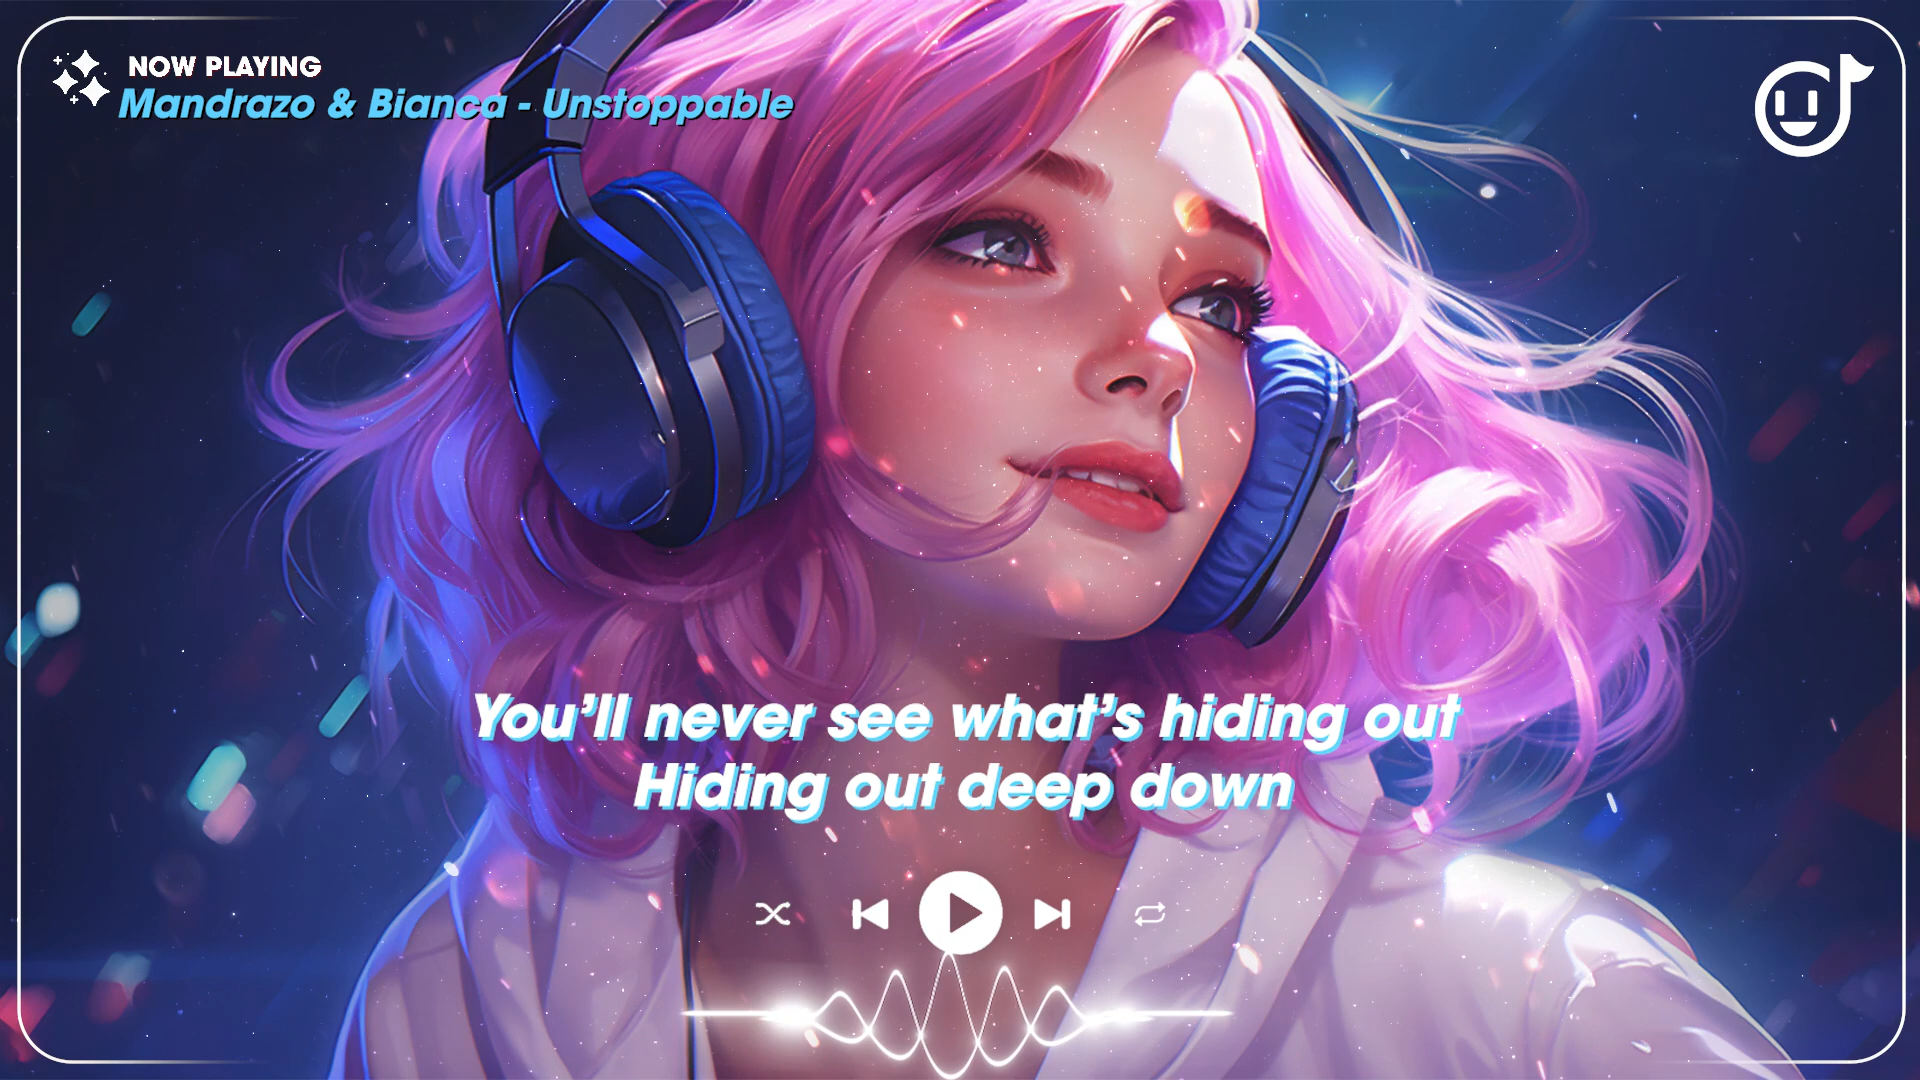 NOW PLAYING
Mandrazo & Bianca - Unstoppable
You’ll never see what’s hiding out
Hiding out deep down